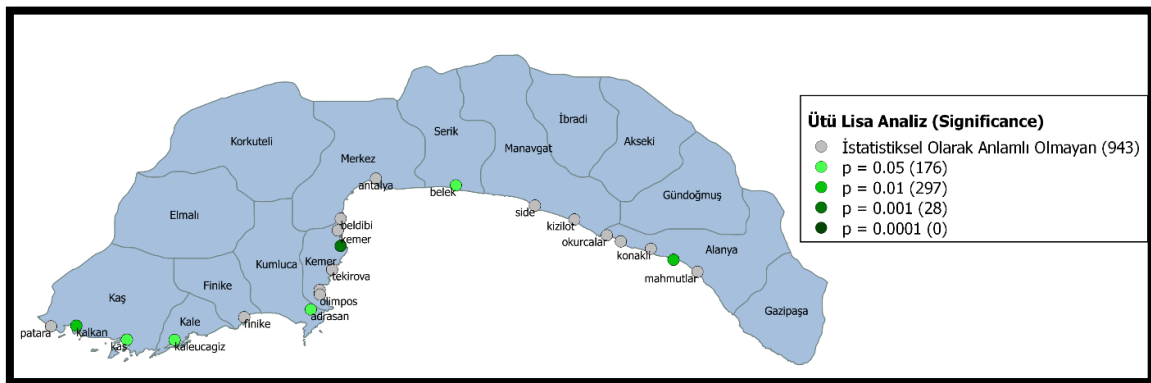 Ütü Lisa Analiz (Significance)
İstatistiksel Olarak Anlamlı Olmayan (943)
p = 0.05 (176)
p = 0.01 (297)
p = 0.001 (28)
p = 0.0001 (0)
İbradi
Serik
Akseki
Korkuteli
Manavgat
Merkez
antalya
belek
Gündoğmuş
Elmalı
side
beldibi
kizilot
kemer
okurcalar
konakli
Alanya
Kumluca
Kemer
tekirova
mahmutlar
Finike
Kaş
olimpos
Gazipaşa
Kale
adrasan
finike
patara
kalkan
kaş
kaleucagiz